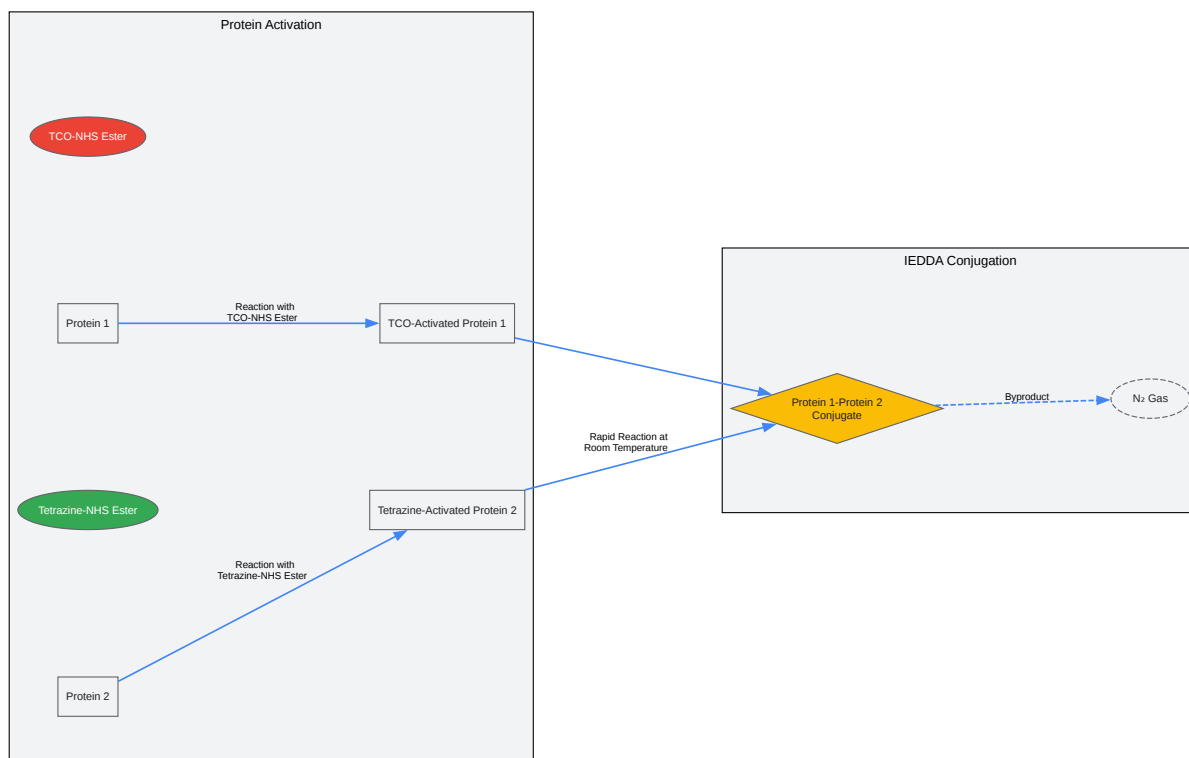 Protein Activation
TCO-NHS Ester
Protein 1
Reaction with
TCO-NHS Ester
TCO-Activated Protein 1
Tetrazine-NHS Ester
Tetrazine-Activated Protein 2
Reaction with
Tetrazine-NHS Ester
Protein 2
Rapid Reaction at
Room Temperature
IEDDA Conjugation
Protein 1-Protein 2
Conjugate
Byproduct
N₂ Gas